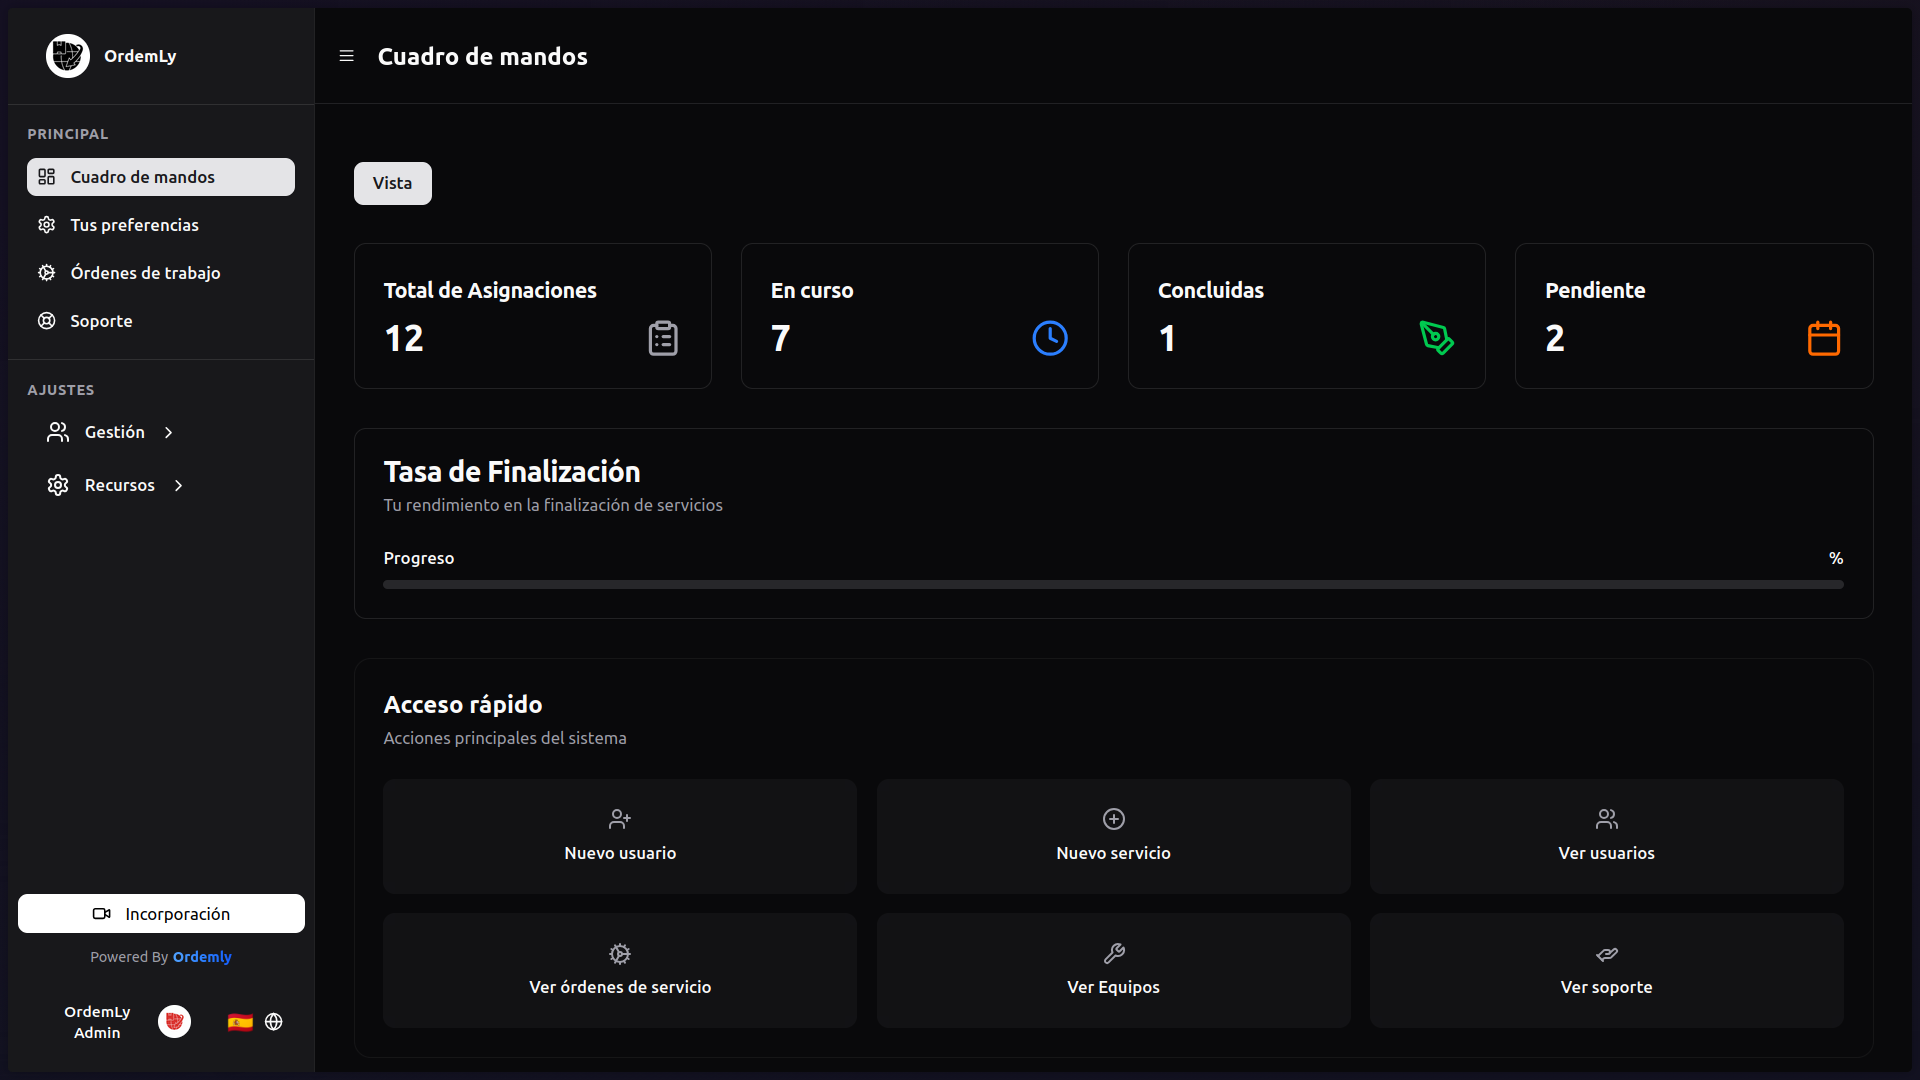 OrdemLy
PRINCIPAL
Cuadro de mandos
Tus preferencias
Órdenes de trabajo
Soporte
AJUSTES
Gestión
Recursos
Incorporación
Powered By Ordemly
OrdemLy
Admin
Cuadro de mandos
Vista
Total de Asignaciones
12
En curso
7
Concluidas
1
Pendiente
2
Tasa de Finalización
Tu rendimiento en la finalización de servicios
Progreso
%
Acceso rápido
Acciones principales del sistema
Nuevo usuario
Nuevo servicio
Ver usuarios
Ver órdenes de servicio
Ver Equipos
Ver soporte